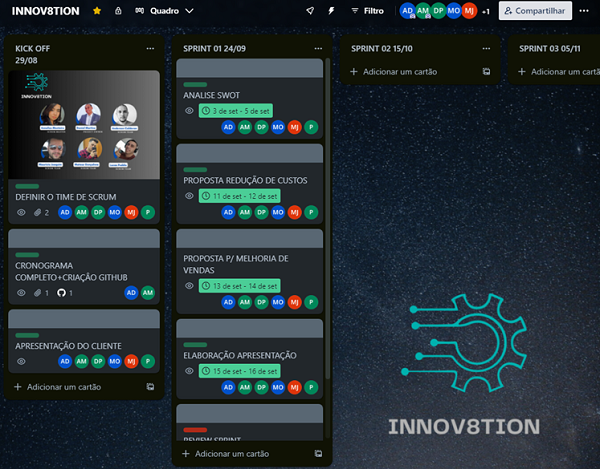 INNOV8TION
Quadro
Filtro
AD AM DP MO MJ +1
Compartilhar
KICK OFF
29/08
INNOV8TION
DEFINIR O TIME DE SCRUM
2
AD AM DP MO MJ P
CRONOGRAMA
COMPLETO+CRIAÇÃO GITHUB
1 1
AD AM
APRESENTAÇÃO DO CLIENTE
AD AM DP MO MJ P
Adicionar um cartão
SPRINT 01 24/09
ANALISE SWOT
3 de set - 5 de set
AD AM DP MO MJ P
PROPOSTA REDUÇÃO DE CUSTOS
11 de set - 12 de set
AD AM DP MO MJ P
PROPOSTA P/ MELHORIA DE
VENDAS
13 de set - 14 de set
AD AM DP MO MJ P
ELABORAÇÃO APRESENTAÇÃO
15 de set - 16 de set
AD AM DP MO MJ P
REVIEW SPRINT
Adicionar um cartão
SPRINT 02 15/10
Adicionar um cartão
SPRINT 03 05/11
Adicionar um ca
INNOV8TION